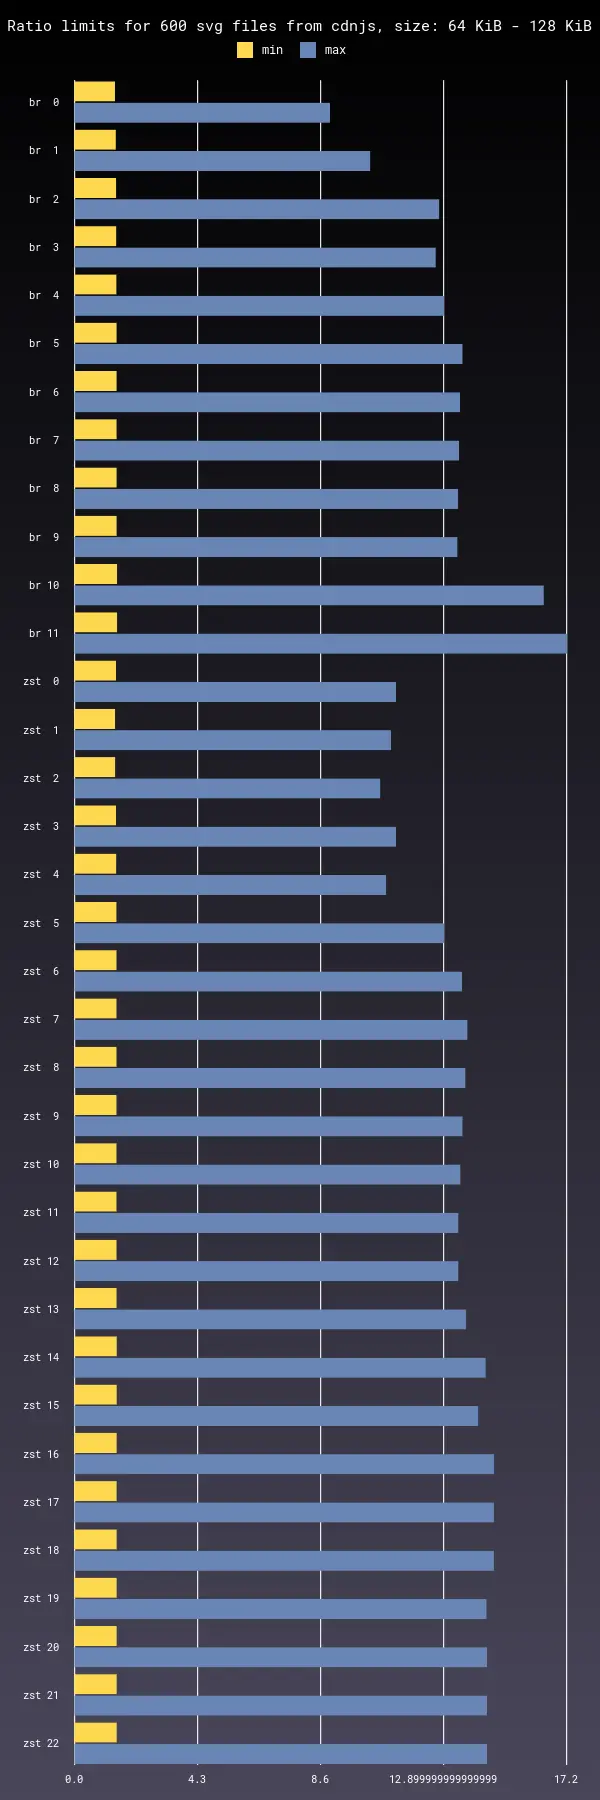 Ratio limits for 600 svg files from cdnjs, size: 64 KiB - 128 KiB
min max
br 0
br 1
br 2
br 3
br 4
br 5
br 6
br 7
br 8
br 9
br 10
br 11
zst 0
zst 1
zst 2
zst 3
zst 4
zst 5
zst 6
zst 7
zst 8
zst 9
zst 10
zst 11
zst 12
zst 13
zst 14
zst 15
zst 16
zst 17
zst 18
zst 19
zst 20
zst 21
zst 22
0.0 4.3 8.6 12.899999999999999 17.2